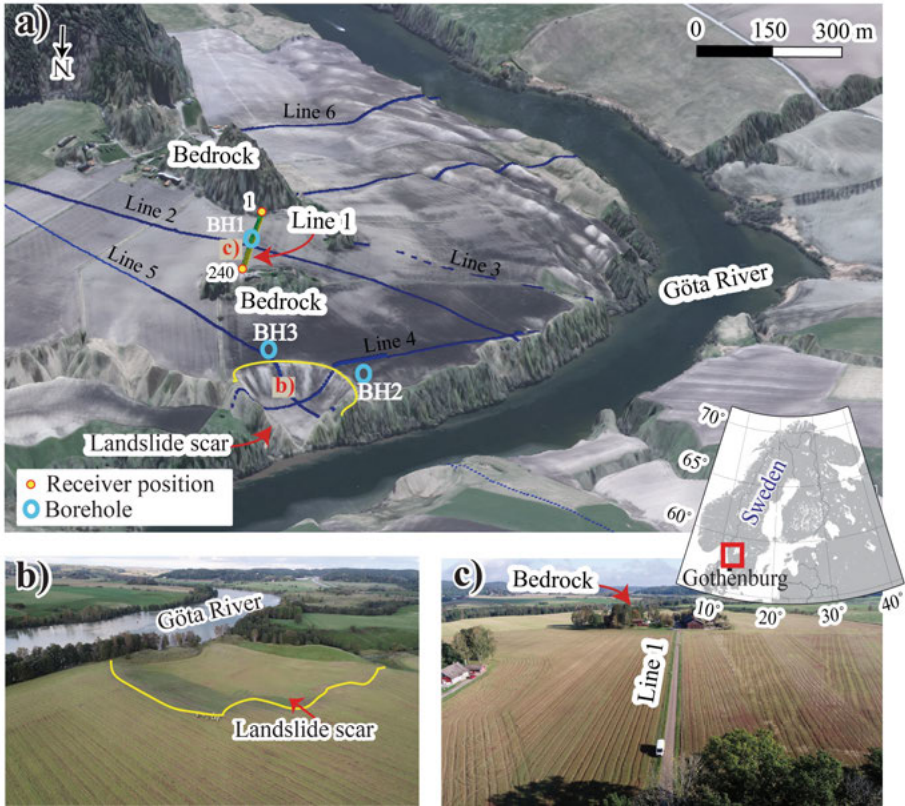 a)
N
0 150 300 m
Line 6
Bedrock
1
Line 2
BH1
Line 1
c)
Line 5
240
Line 3
Bedrock
Göta River
BH3
Line 4
b)
BH2
Landslide scar
Receiver position
Borehole
70˚
65˚
60˚
Sweden
Gothenburg
10˚
20˚
30˚
40˚
b)
Göta River
Landslide scar
c)
Bedrock
Line 1